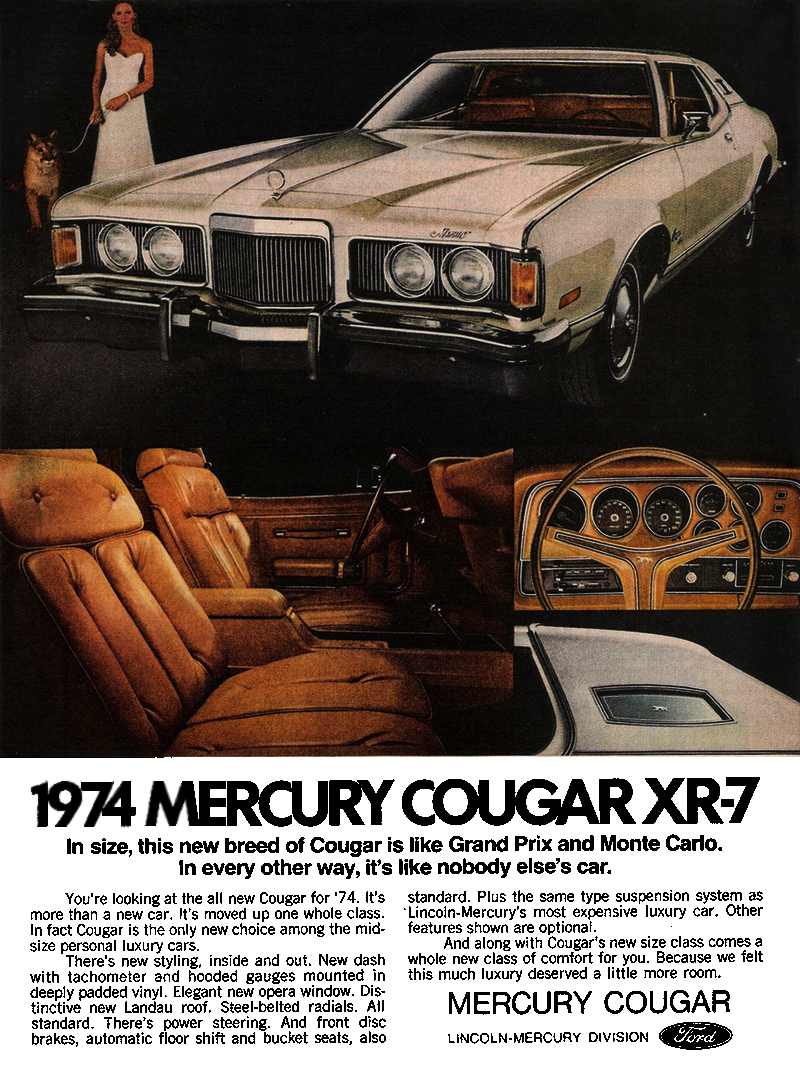 Mercury
1974 MERCURY COUGAR XR-7
In size, this new breed of Cougar is like Grand Prix and Monte Carlo.
In every other way, it's like nobody else's car.
You're looking at the all new Cougar for '74. It's
more than a new car. It's moved up one whole class.
In fact Cougar is the only new choice among the mid-
size personal luxury cars.
There's new styling, inside and out. New dash
with tachometer and hooded gauges mounted in
deeply padded vinyl. Elegant new opera window. Dis-
tinctive new Landau roof. Steel-belted radials. All
standard. There's power steering. And front disc
brakes, automatic floor shift and bucket seats, also
standard. Plus the same type suspension system as
Lincoln-Mercury's most expensive luxury car. Other
features shown are optional.
And along with Cougar's new size class comes a
whole new class of comfort for you. Because we felt
this much luxury deserved a little more room.
MERCURY COUGAR
LINCOLN-MERCURY DIVISION Ford